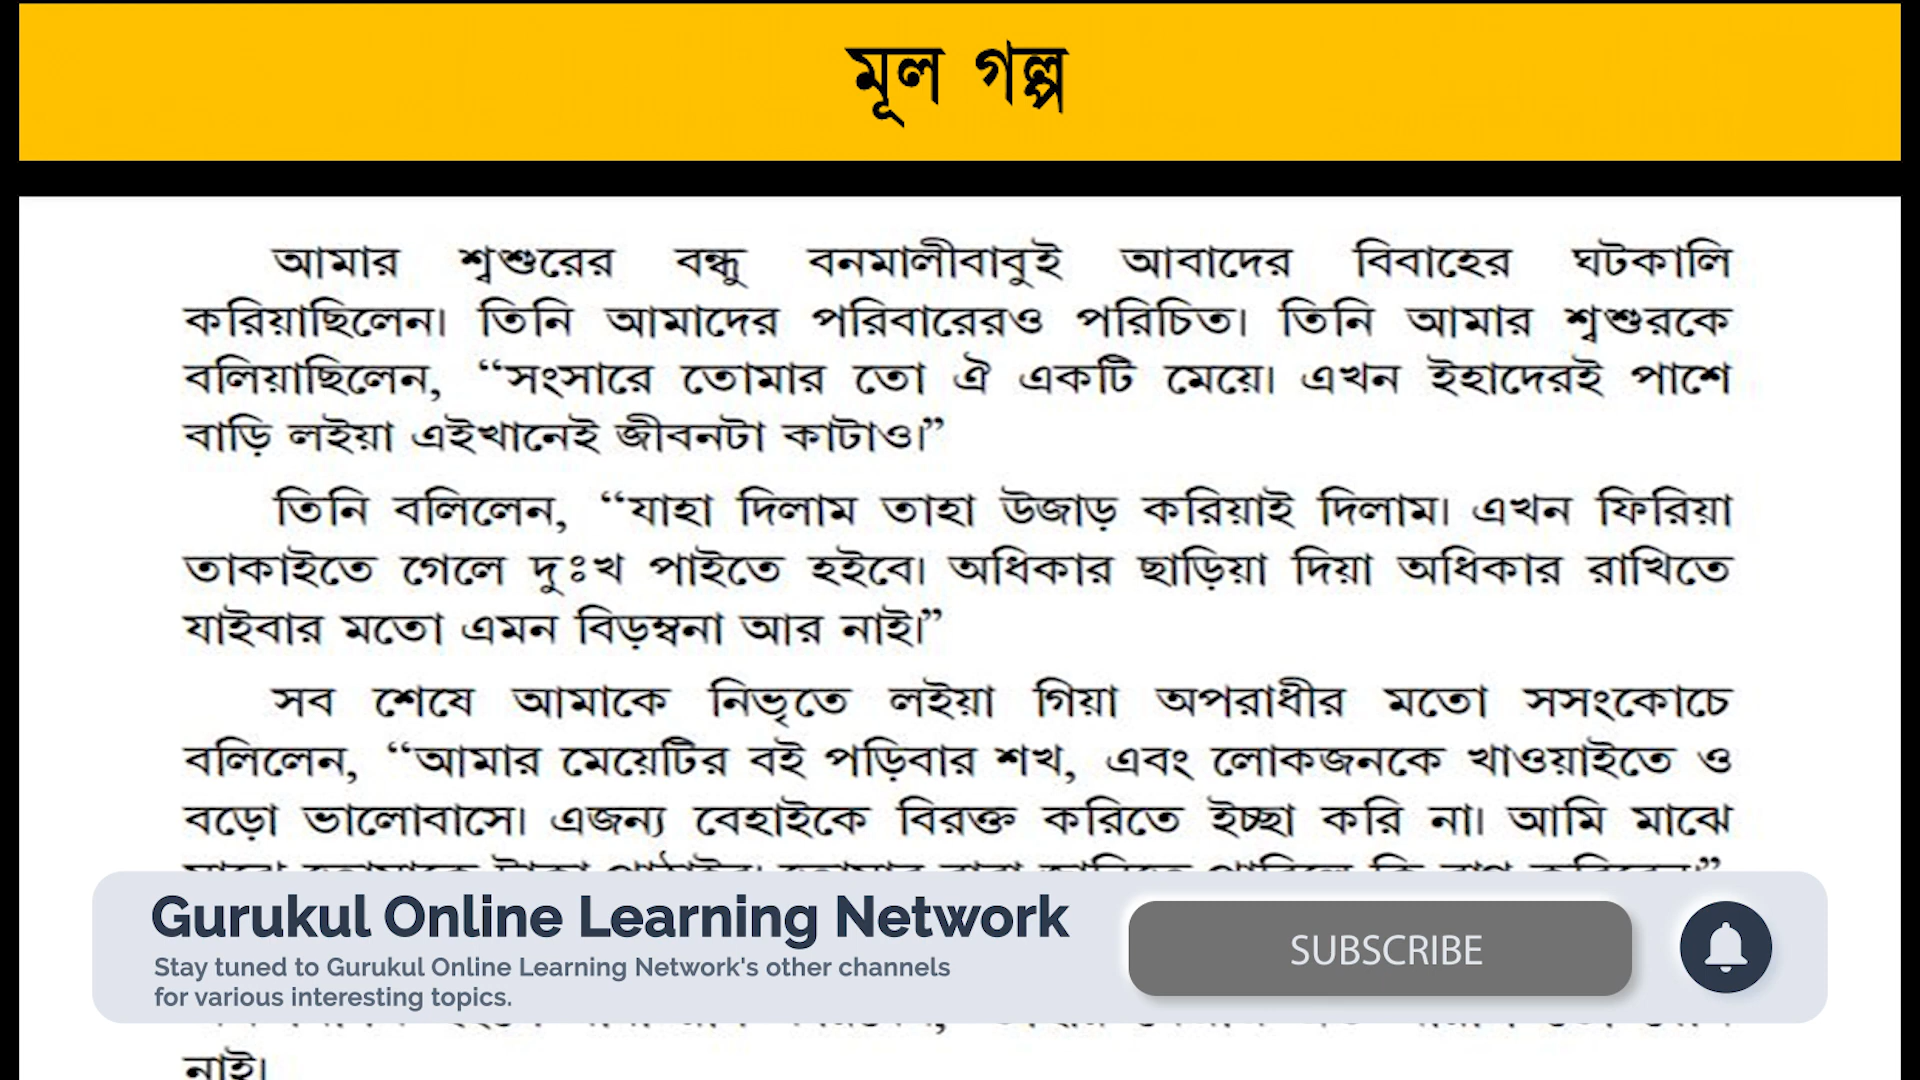 মূল গল্প
আমার শ্বশুরের বন্ধু বনমালীবাবুই আবাদের বিবাহের ঘটকালি
করিয়াছিলেন। তিনি আমাদের পরিবারেরও পরিচিত। তিনি আমার শ্বশুরকে
বলিয়াছিলেন, “সংসারে তোমার তো ঐ একটি মেয়ে। এখন ইহাদেরই পাশে
বাড়ি লইয়া এইখানেই জীবনটা কাটাও।”
তিনি বলিলেন, “যাহা দিলাম তাহা উজাড় করিয়াই দিলাম। এখন ফিরিয়া
তাকাইতে গেলে দুঃখ পাইতে হইবে। অধিকার ছাড়িয়া দিয়া অধিকার রাখিতে
যাইবার মতো এমন বিড়ম্বনা আর নাই।”
সব শেষে আমাকে নিভৃতে লইয়া গিয়া অপরাধীর মতো সসংকোচে
বলিলেন, “আমার মেয়েটির বই পড়িবার শখ, এবং লোকজনকে খাওয়াইতে ও
বড়ো ভালোবাসে। এজন্য বেহাইকে বিরক্ত করিতে ইচ্ছা করি না। আমি মাঝে
Gurukul Online Learning Network
Stay tuned to Gurukul Online Learning Network's other channels
for various interesting topics.
SUBSCRIBE
নাই।